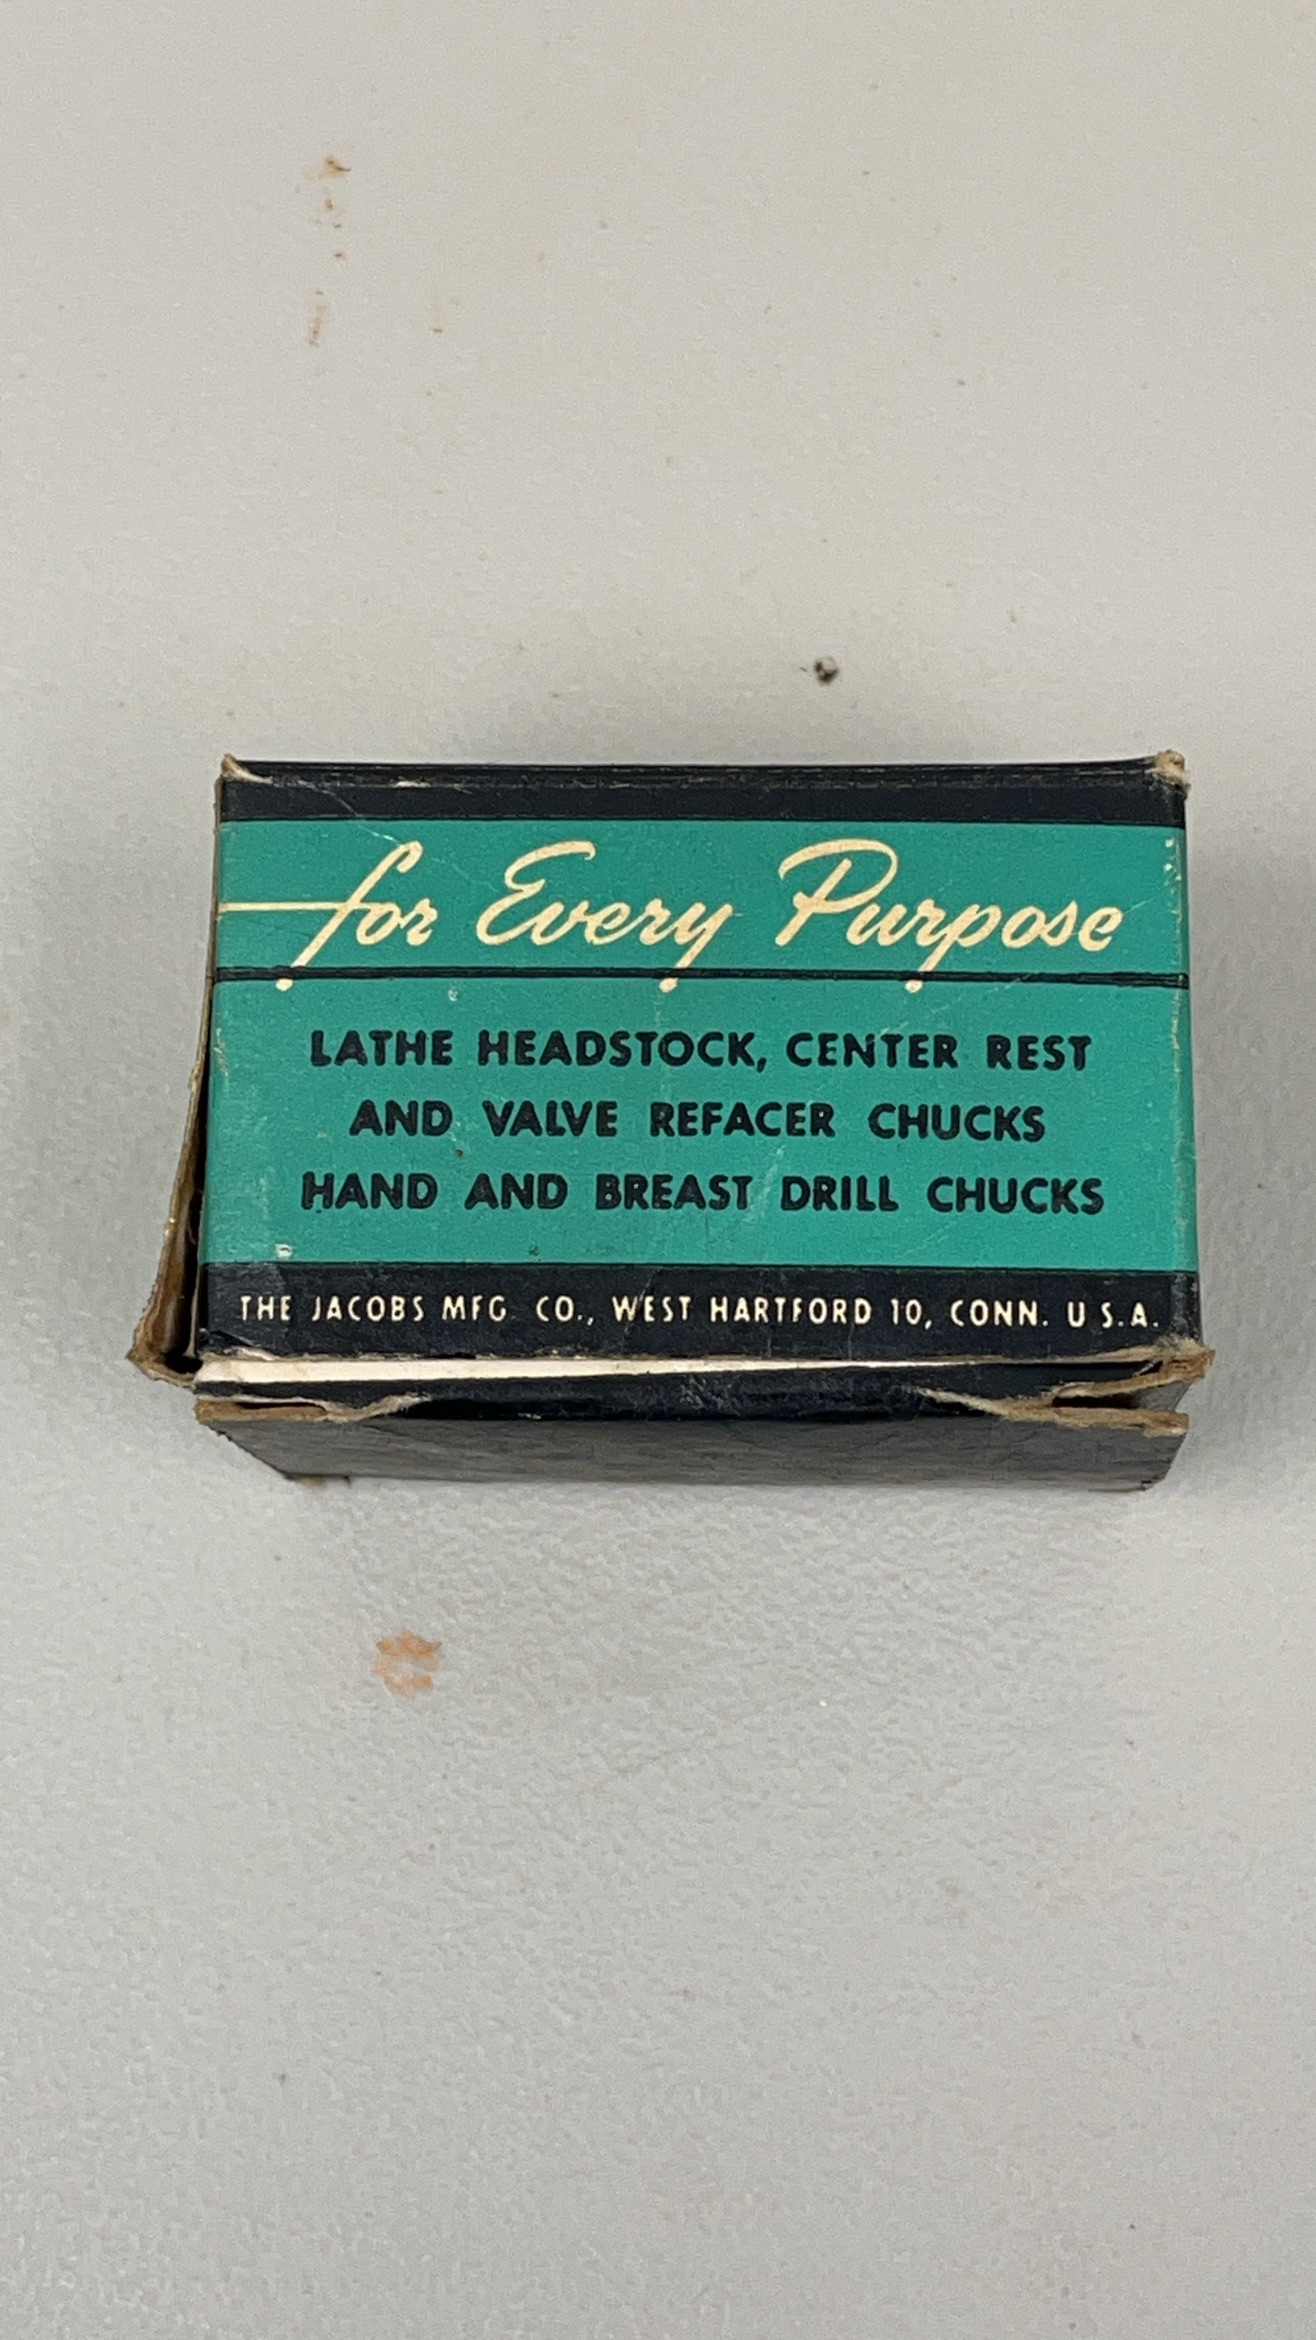 for Every Purpose
LATHE HEADSTOCK, CENTER REST
AND VALVE REFACER CHUCKS
HAND AND BREAST DRILL CHUCKS
THE JACOBS MFG. CO., WEST HARTFORD 10, CONN. U.S.A.